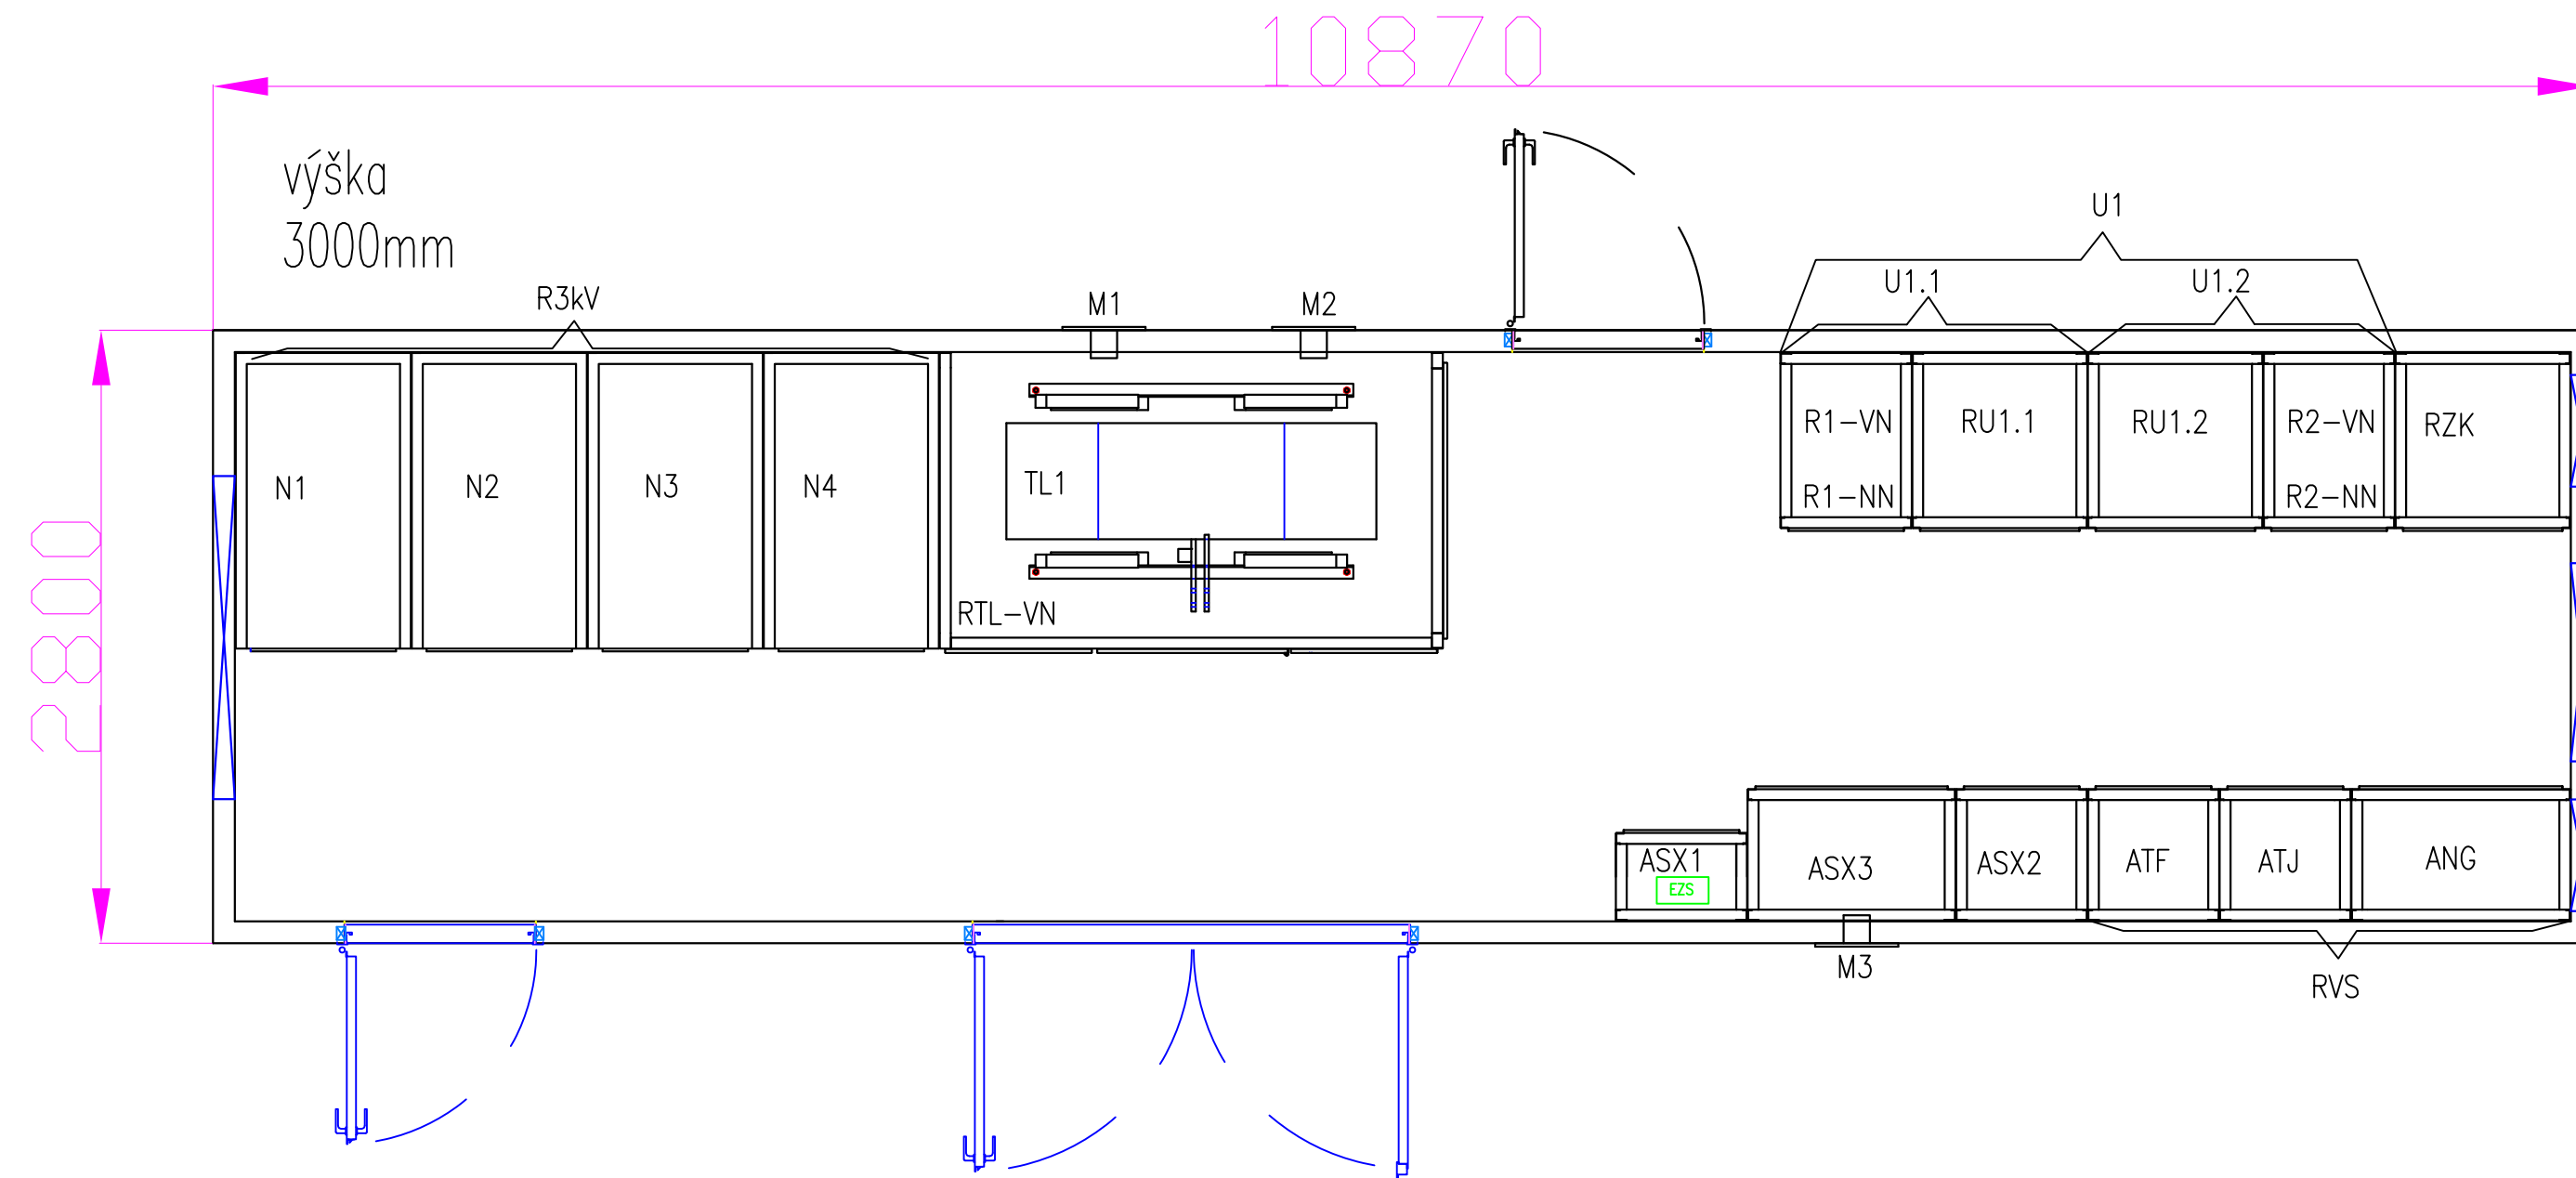 10870
výška
3000mm
U1
U1.1
U1.2
R3kV
M1
M2
2800
N1
N2
N3
N4
TL1
RTL-VN
R1-VN
R1-NN
RU1.1
RU1.2
R2-VN
R2-NN
RZK
ASX1
EZS
ASX3
ASX2
ATF
ATJ
ANG
M3
RVS